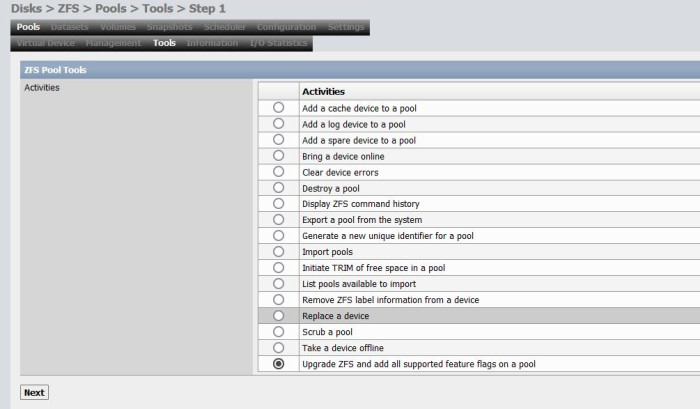 Disks > ZFS > Pools > Tools > Step 1
Pools Datasets Volumes Snapshots Scheduler Configuration Settings
Virtual Device Management Tools Information I/O Statistics
ZFS Pool Tools
Activities
Activities
Add a cache device to a pool
Add a log device to a pool
Add a spare device to a pool
Bring a device online
Clear device errors
Destroy a pool
Display ZFS command history
Export a pool from the system
Generate a new unique identifier for a pool
Import pools
Initiate TRIM of free space in a pool
List pools available to import
Remove ZFS label information from a device
Replace a device
Scrub a pool
Take a device offline
Upgrade ZFS and add all supported feature flags on a pool
Next